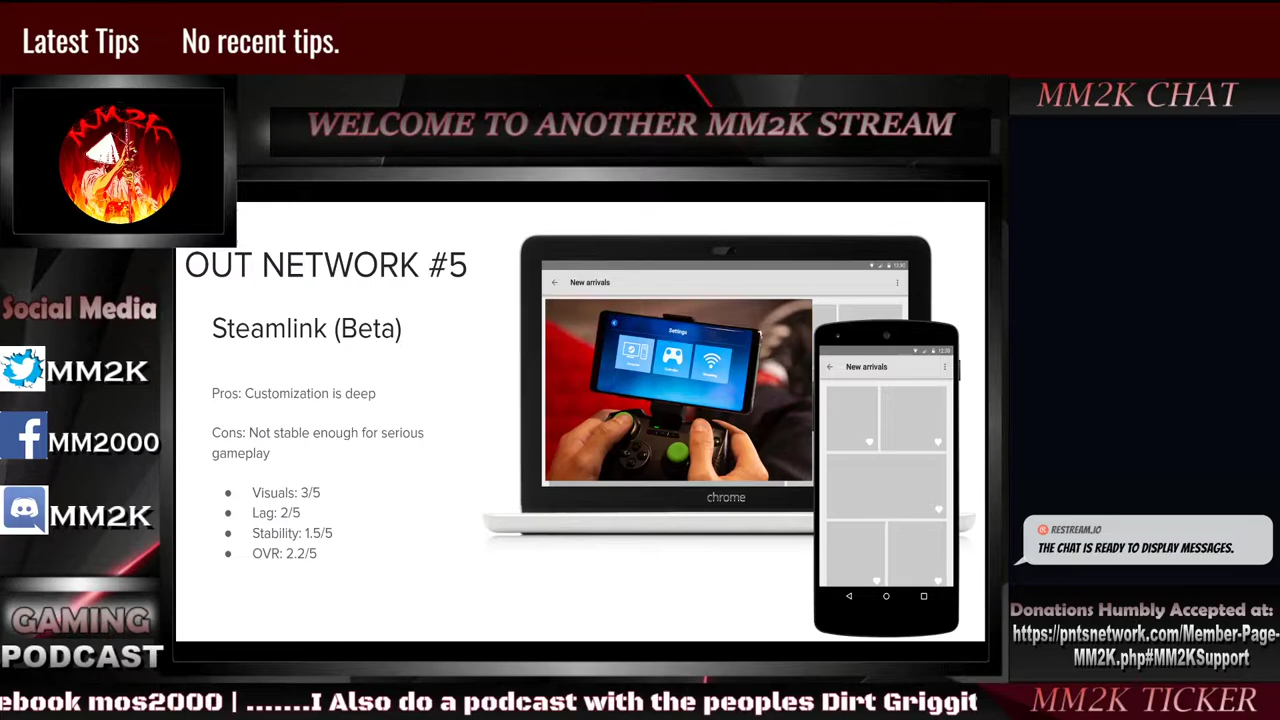 Latest Tips No recent tips.
MM2K
WELCOME TO ANOTHER MM2K STREAM
MM2K CHAT
OUT NETWORK #5
Steamlink (Beta)
Pros: Customization is deep
Cons: Not stable enough for serious
gameplay
● Visuals: 3/5
● Lag: 2/5
● Stability: 1.5/5
● OVR: 2.2/5
New arrivals
Settings
chrome
New arrivals
Social Media
MM2K
MM2000
MM2K
GAMING
PODCAST
RESTREAM.IO
THE CHAT IS READY TO DISPLAY MESSAGES.
Donations Humbly Accepted at:
https://pntsnetwork.com/Member-Page-
MM2K.php#MM2KSupport
ebook mos2000 | .......I Also do a podcast with the peoples Dirt Griggit
MM2K TICKER